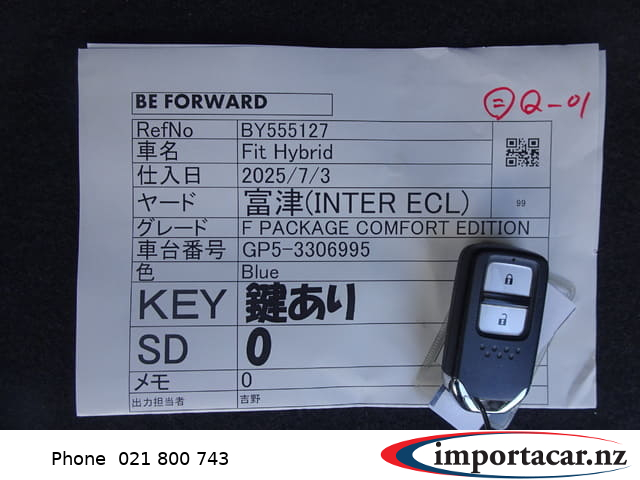 BE FORWARD
㊁ Q-01
RefNo BY555127
車名 Fit Hybrid
仕入日 2025/7/3
ヤード 富津(INTER ECL) 99
グレード F PACKAGE COMFORT EDITION
車台番号 GP5-3306995
色 Blue
KEY 鍵あり
SD 0
メモ 0
出力担当者 吉野
Phone 021 800 743
importacar.nz